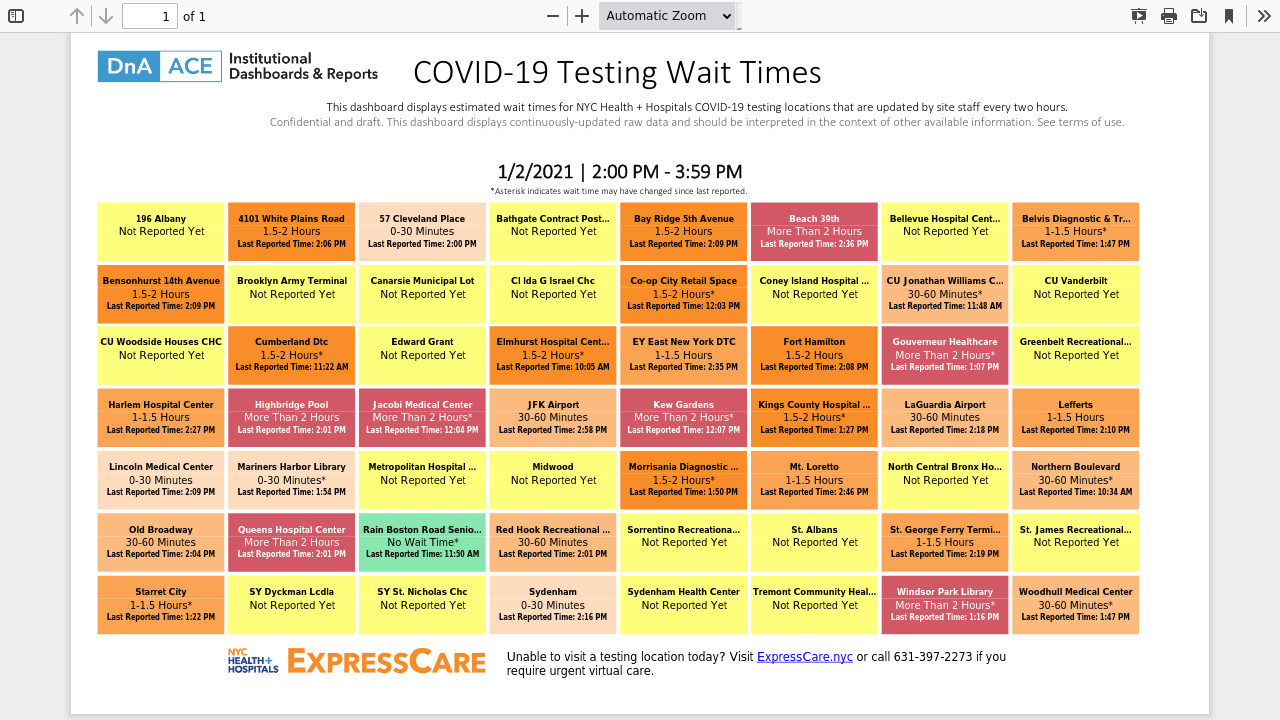 1 of 1 Automatic Zoom
DnA ACE Institutional
Dashboards & Reports
COVID-19 Testing Wait Times
This dashboard displays estimated wait times for NYC Health + Hospitals COVID-19 testing locations that are updated by site staff every two hours.
Confidential and draft. This dashboard displays continuously-updated raw data and should be interpreted in the context of other available information. See terms of use.
1/2/2021 | 2:00 PM - 3:59 PM
*Asterisk indicates wait time may have changed since last reported.
196 Albany
Not Reported Yet
4101 White Plains Road
1.5-2 Hours
Last Reported Time: 2:06 PM
57 Cleveland Place
0-30 Minutes
Last Reported Time: 2:00 PM
Bathgate Contract Post...
Not Reported Yet
Bay Ridge 5th Avenue
1.5-2 Hours
Last Reported Time: 2:09 PM
Beach 39th
More Than 2 Hours
Last Reported Time: 2:36 PM
Bellevue Hospital Cent...
Not Reported Yet
Belvis Diagnostic & Tr...
1-1.5 Hours*
Last Reported Time: 1:47 PM
Bensonhurst 14th Avenue
1.5-2 Hours
Last Reported Time: 2:09 PM
Brooklyn Army Terminal
Not Reported Yet
Canarsie Municipal Lot
Not Reported Yet
Cl Ida G Israel Chc
Not Reported Yet
Co-op City Retail Space
1.5-2 Hours*
Last Reported Time: 12:03 PM
Coney Island Hospital ...
Not Reported Yet
CU Jonathan Williams C...
30-60 Minutes*
Last Reported Time: 11:48 AM
CU Vanderbilt
Not Reported Yet
CU Woodside Houses CHC
Not Reported Yet
Cumberland Dtc
1.5-2 Hours*
Last Reported Time: 11:22 AM
Edward Grant
Not Reported Yet
Elmhurst Hospital Cent...
1.5-2 Hours*
Last Reported Time: 10:05 AM
EY East New York DTC
1-1.5 Hours
Last Reported Time: 2:35 PM
Fort Hamilton
1.5-2 Hours
Last Reported Time: 2:08 PM
Gouverneur Healthcare
More Than 2 Hours*
Last Reported Time: 1:07 PM
Greenbelt Recreational...
Not Reported Yet
Harlem Hospital Center
1-1.5 Hours
Last Reported Time: 2:27 PM
Highbridge Pool
More Than 2 Hours
Last Reported Time: 2:01 PM
Jacobi Medical Center
More Than 2 Hours*
Last Reported Time: 12:04 PM
JFK Airport
30-60 Minutes
Last Reported Time: 2:58 PM
Kew Gardens
More Than 2 Hours*
Last Reported Time: 12:07 PM
Kings County Hospital ...
1.5-2 Hours*
Last Reported Time: 1:27 PM
LaGuardia Airport
30-60 Minutes
Last Reported Time: 2:18 PM
Lefferts
1-1.5 Hours
Last Reported Time: 2:10 PM
Lincoln Medical Center
0-30 Minutes
Last Reported Time: 2:09 PM
Mariners Harbor Library
0-30 Minutes*
Last Reported Time: 1:54 PM
Metropolitan Hospital ...
Not Reported Yet
Midwood
Not Reported Yet
Morrisania Diagnostic ...
1.5-2 Hours*
Last Reported Time: 1:50 PM
Mt. Loretto
1-1.5 Hours
Last Reported Time: 2:46 PM
North Central Bronx Ho...
Not Reported Yet
Northern Boulevard
30-60 Minutes*
Last Reported Time: 10:34 AM
Old Broadway
30-60 Minutes
Last Reported Time: 2:04 PM
Queens Hospital Center
More Than 2 Hours
Last Reported Time: 2:01 PM
Rain Boston Road Senio...
No Wait Time*
Last Reported Time: 11:50 AM
Red Hook Recreational ...
30-60 Minutes
Last Reported Time: 2:01 PM
Sorrentino Recreationa...
Not Reported Yet
St. Albans
Not Reported Yet
St. George Ferry Termi...
1-1.5 Hours
Last Reported Time: 2:19 PM
St. James Recreational...
Not Reported Yet
Starret City
1-1.5 Hours*
Last Reported Time: 1:22 PM
SY Dyckman Lcdla
Not Reported Yet
SY St. Nicholas Chc
Not Reported Yet
Sydenham
0-30 Minutes
Last Reported Time: 2:16 PM
Sydenham Health Center
Not Reported Yet
Tremont Community Heal...
Not Reported Yet
Windsor Park Library
More Than 2 Hours*
Last Reported Time: 1:16 PM
Woodhull Medical Center
30-60 Minutes*
Last Reported Time: 1:47 PM
NYC
HEALTH+
HOSPITALS
EXPRESSCARE
Unable to visit a testing location today? Visit ExpressCare.nyc or call 631-397-2273 if you
require urgent virtual care.